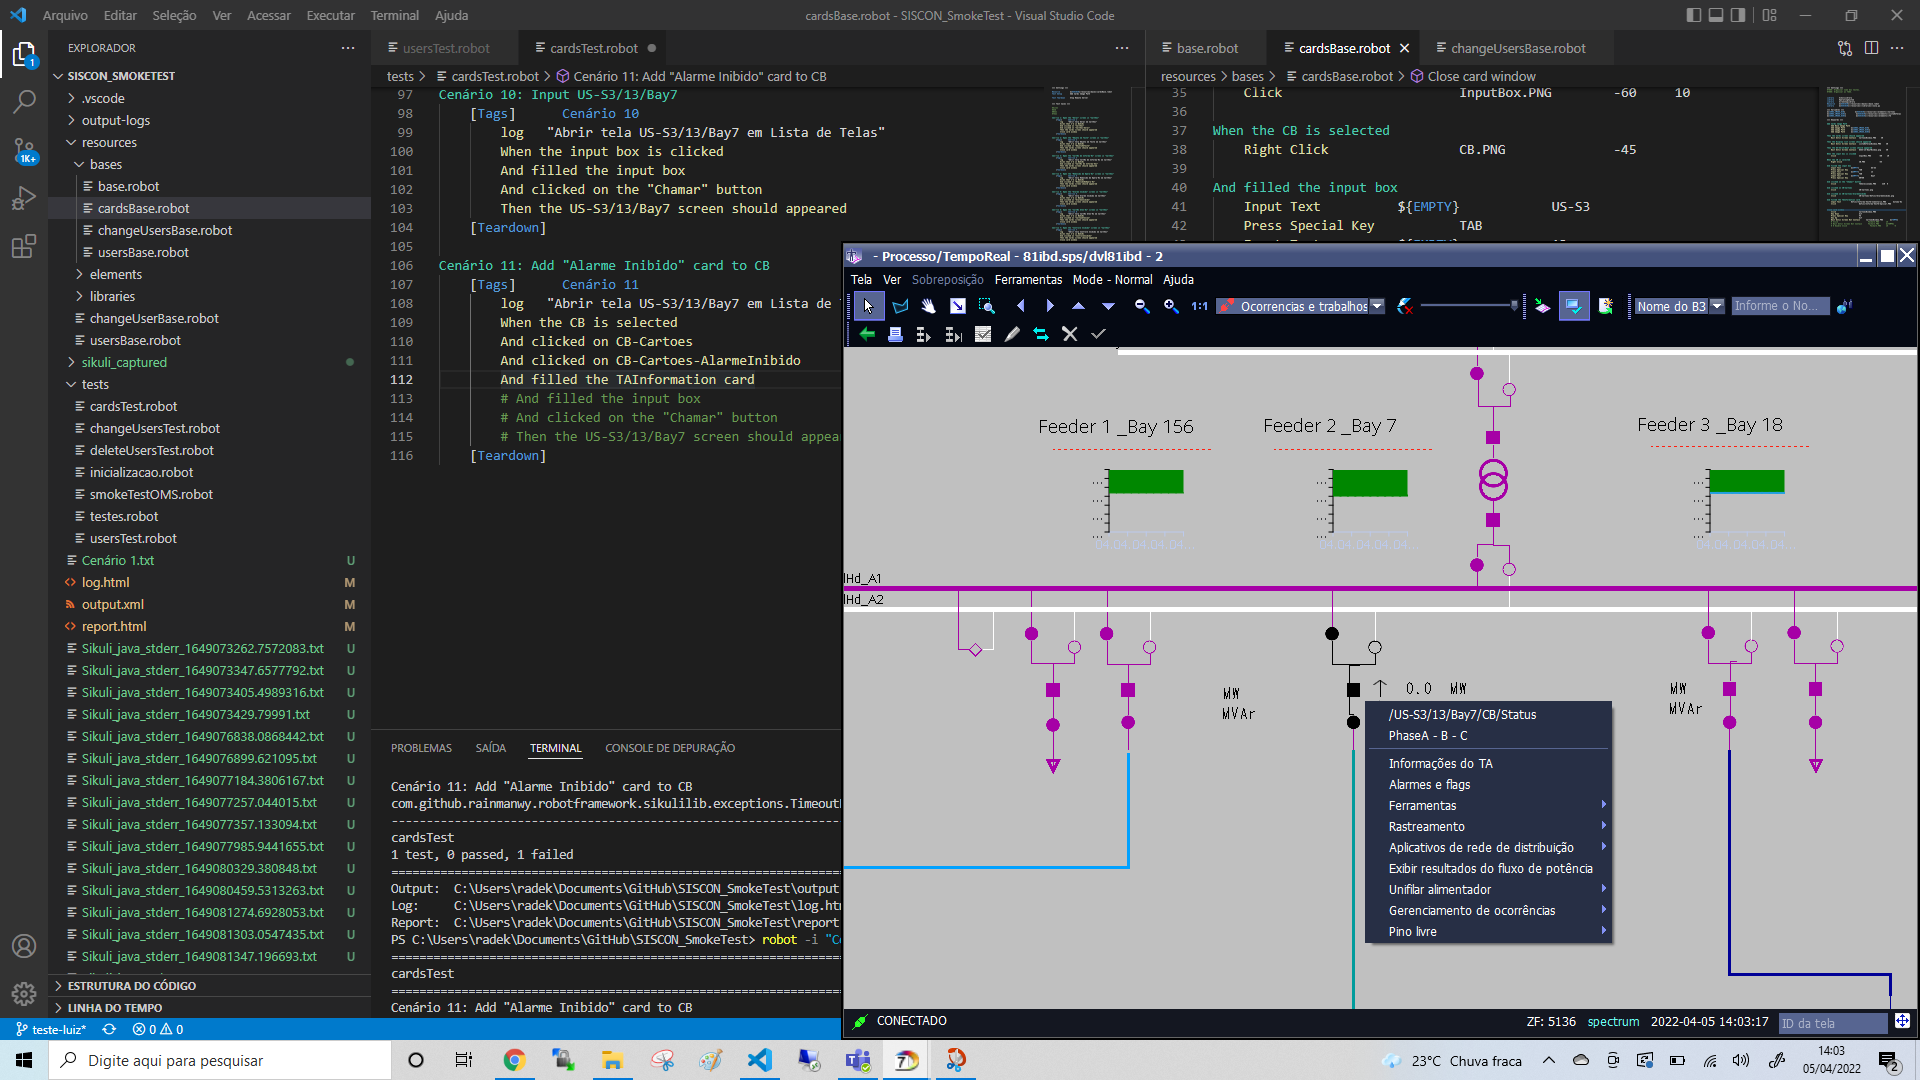 Arquivo Editar Seleção Ver Acessar Executar Terminal Ajuda
cardsBase.robot - SISCON_SmokeTest - Visual Studio Code
EXPLORADOR
SISCON_SMOKETEST
.vscode
output-logs
resources
bases
base.robot
cardsBase.robot
changeUsersBase.robot
usersBase.robot
elements
libraries
changeUserBase.robot
usersBase.robot
sikuli_captured
tests
cardsTest.robot
changeUsersTest.robot
deleteUsersTest.robot
inicializacao.robot
smokeTestOMS.robot
testes.robot
usersTest.robot
Cenário 1.txt U
log.html M
output.xml M
report.html M
Sikuli_java_stderr_1649073262.7572083.txt U
Sikuli_java_stderr_1649073347.6577792.txt U
Sikuli_java_stderr_1649073405.4989316.txt U
Sikuli_java_stderr_1649073429.79991.txt U
Sikuli_java_stderr_1649076838.0868442.txt U
Sikuli_java_stderr_1649076899.621095.txt U
Sikuli_java_stderr_1649077184.3806167.txt U
Sikuli_java_stderr_1649077257.044015.txt U
Sikuli_java_stderr_1649077357.133094.txt U
Sikuli_java_stderr_1649077985.9441655.txt U
Sikuli_java_stderr_1649080329.380848.txt U
Sikuli_java_stderr_1649080459.5313263.txt U
Sikuli_java_stderr_1649081274.6928053.txt U
Sikuli_java_stderr_1649081303.0547435.txt U
Sikuli_java_stderr_1649081347.196693.txt U
ESTRUTURA DO CÓDIGO
LINHA DO TEMPO
1
1K+
usersTest.robot cardsTest.robot
tests > cardsTest.robot > Cenário 11: Add "Alarme Inibido" card to CB
97 Cenário 10: Input US-S3/13/Bay7
98 [Tags] Cenário 10
99 log "Abrir tela US-S3/13/Bay7 em Lista de Telas"
100 When the input box is clicked
101 And filled the input box
102 And clicked on the "Chamar" button
103 Then the US-S3/13/Bay7 screen should appeared
104 [Teardown]
105
106 Cenário 11: Add "Alarme Inibido" card to CB
107 [Tags] Cenário 11
108 log "Abrir tela US-S3/13/Bay7 em Lista de
109 When the CB is selected
110 And clicked on CB-Cartoes
111 And clicked on CB-Cartoes-AlarmeInibido
112 And filled the TAInformation card
113 # And filled the input box
114 # And clicked on the "Chamar" button
115 # Then the US-S3/13/Bay7 screen should appear
116 [Teardown]
base.robot cardsBase.robot changeUsersBase.robot
resources > bases > cardsBase.robot > Close card window
35 Click InputBox.PNG -60 10
36
37 When the CB is selected
38 Right Click CB.PNG -45
39
40 And filled the input box
41 Input Text ${EMPTY} US-S3
42 Press Special Key TAB
PROBLEMAS SAÍDA TERMINAL CONSOLE DE DEPURAÇÃO
Cenário 11: Add "Alarme Inibido" card to CB
com.github.rainmanwy.robotframework.sikulilib.exceptions.Timeout
------------------------------------------------------------
cardsTest
1 test, 0 passed, 1 failed
============================================================
Output: C:\Users\radek\Documents\GitHub\SISCON_SmokeTest\output
Log: C:\Users\radek\Documents\GitHub\SISCON_SmokeTest\log.ht
Report: C:\Users\radek\Documents\GitHub\SISCON_SmokeTest\report
PS C:\Users\radek\Documents\GitHub\SISCON_SmokeTest> robot -i "C
============================================================
cardsTest
============================================================
Cenário 11: Add "Alarme Inibido" card to CB
- Processo/TempoReal - 81ibd.sps/dvl81ibd - 2
Tela Ver Sobreposição Ferramentas Mode - Normal Ajuda
1:1 Ocorrencias e trabalhos Nome do B3 Informe o No...
Feeder 1 _Bay 156
Feeder 2 _Bay 7
Feeder 3 _Bay 18
04.04.04.04.04...
04.04.04.04.04...
04.04.04.04.04...
lHd_A1
lHd_A2
MW
MVAr
0.0 MW
MW
MVAr
/US-S3/13/Bay7/CB/Status
PhaseA - B - C
Informações do TA
Alarmes e flags
Ferramentas
Rastreamento
Aplicativos de rede de distribuição
Exibir resultados do fluxo de potência
Unifilar alimentador
Gerenciamento de ocorrências
Pino livre
CONECTADO
ZF: 5136 spectrum 2022-04-05 14:03:17 ID da tela
teste-luiz* 0 0
Digite aqui para pesquisar
23°C Chuva fraca
14:03
05/04/2022
2